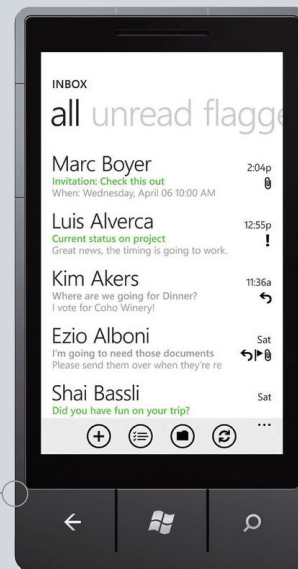 INBOX
all unread flagge
Marc Boyer 2:04p
Invitation: Check this out
When: Wednesday, April 06 10:00 AM
Luis Alverca 12:55p
Current status on project !
Great news, the timing is going to work.
Kim Akers 11:36a
Where are we going for Dinner?
I vote for Coho Winery!
Ezio Alboni Sat
I'm going to need those documents
Please send them over when they're re
Shai Bassli Sat
Did you have fun on your trip?
...